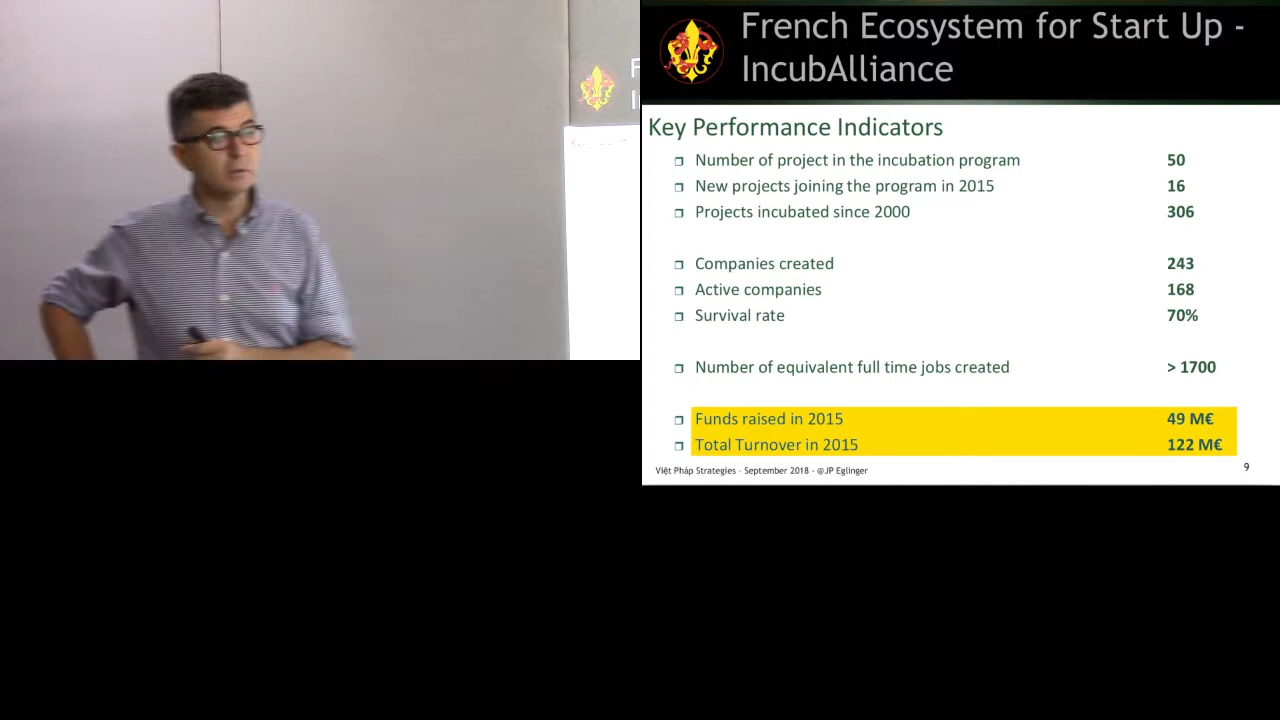 French Ecosystem for Start Up -
IncubAlliance
Key Performance Indicators
Number of project in the incubation program 50
New projects joining the program in 2015 16
Projects incubated since 2000 306
Companies created 243
Active companies 168
Survival rate 70%
Number of equivalent full time jobs created > 1700
Funds raised in 2015 49 M€
Total Turnover in 2015 122 M€
Việt Pháp Strategies - September 2018 - @JP Eglinger 9